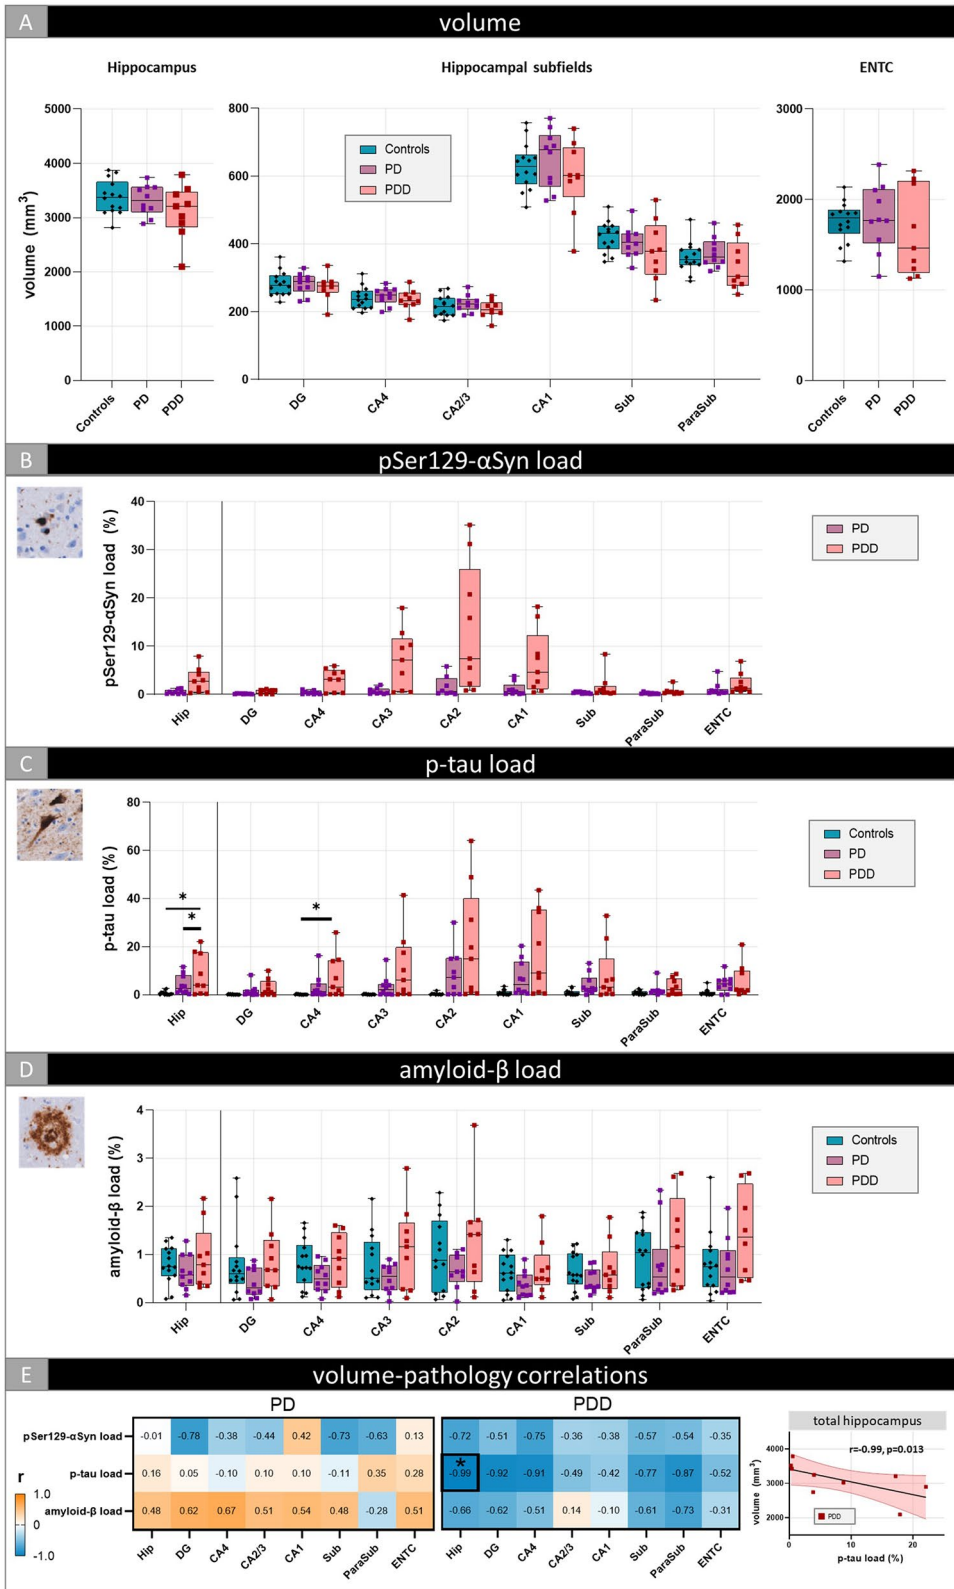 A
volume
Hippocampus
Hippocampal subfields
ENTC
volume (mm³)
5000
4000
3000
2000
1000
0
Controls
PD
PDD
800
600
400
200
0
Controls
PD
PDD
DG
CA4
CA2/3
CA1
Sub
ParaSub
3000
2000
1000
0
Controls
PD
PDD
B
pSer129-αSyn load
pSer129-αSyn load (%)
40
30
20
10
0
Hip
DG
CA4
CA3
CA2
CA1
Sub
ParaSub
ENTC
PD
PDD
C
p-tau load
p-tau load (%)
80
60
40
20
0
*
*
*
Hip
DG
CA4
CA3
CA2
CA1
Sub
ParaSub
ENTC
Controls
PD
PDD
D
amyloid-β load
amyloid-β load (%)
4
3
2
1
0
Hip
DG
CA4
CA3
CA2
CA1
Sub
ParaSub
ENTC
Controls
PD
PDD
E
volume-pathology correlations
PD
PDD
pSer129-αSyn load
-0.01 -0.78 -0.38 -0.44 0.42 -0.73 -0.63 0.13
-0.72 -0.51 -0.75 -0.36 -0.38 -0.57 -0.54 -0.35
p-tau load
0.16 0.05 -0.10 0.10 0.10 -0.11 0.35 0.28
*
-0.99 -0.92 -0.91 -0.49 -0.42 -0.77 -0.87 -0.52
amyloid-β load
0.48 0.62 0.67 0.51 0.54 0.48 -0.28 0.51
-0.66 -0.62 -0.51 0.14 -0.10 -0.61 -0.73 -0.31
Hip DG CA4 CA2/3 CA1 Sub ParaSub ENTC
Hip DG CA4 CA2/3 CA1 Sub ParaSub ENTC
r
1.0
0
-1.0
total hippocampus
r=-0.99, p=0.013
volume (mm³)
4000
3000
2000
PDD
0 10 20
p-tau load (%)